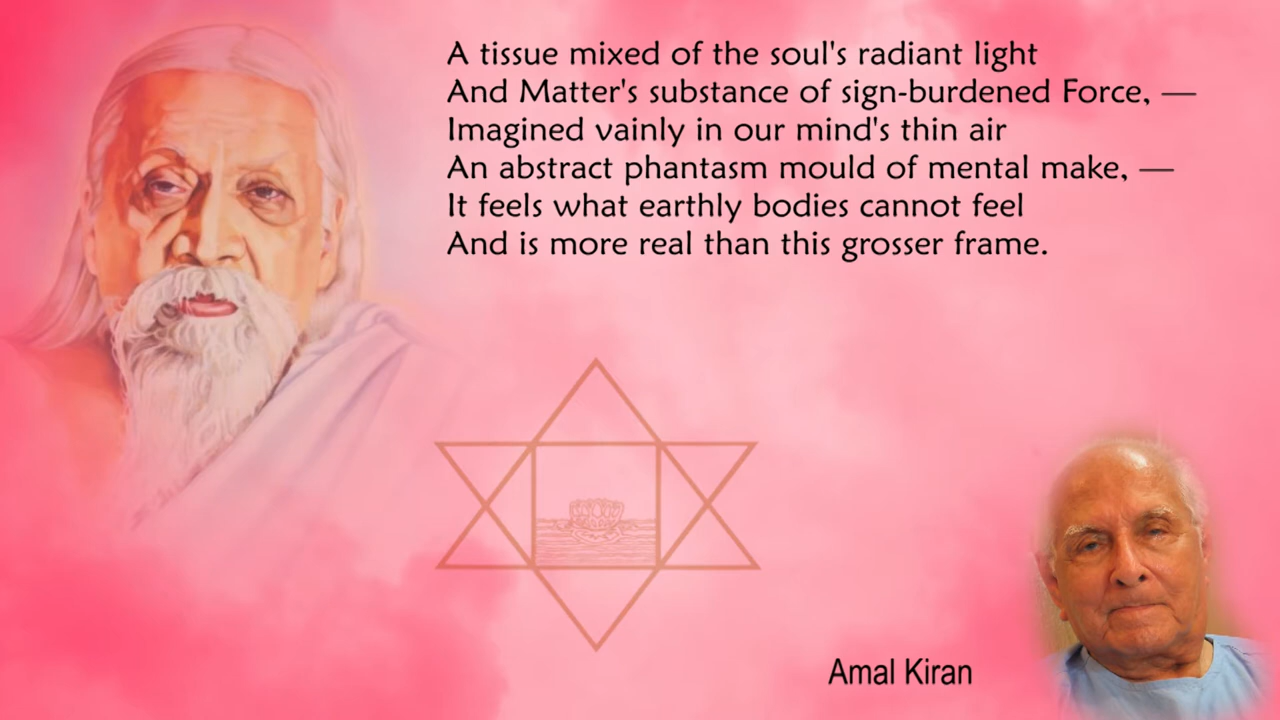 A tissue mixed of the soul's radiant light
And Matter's substance of sign-burdened Force, —
Imagined vainly in our mind's thin air
An abstract phantasm mould of mental make, —
It feels what earthly bodies cannot feel
And is more real than this grosser frame.
Amal Kiran